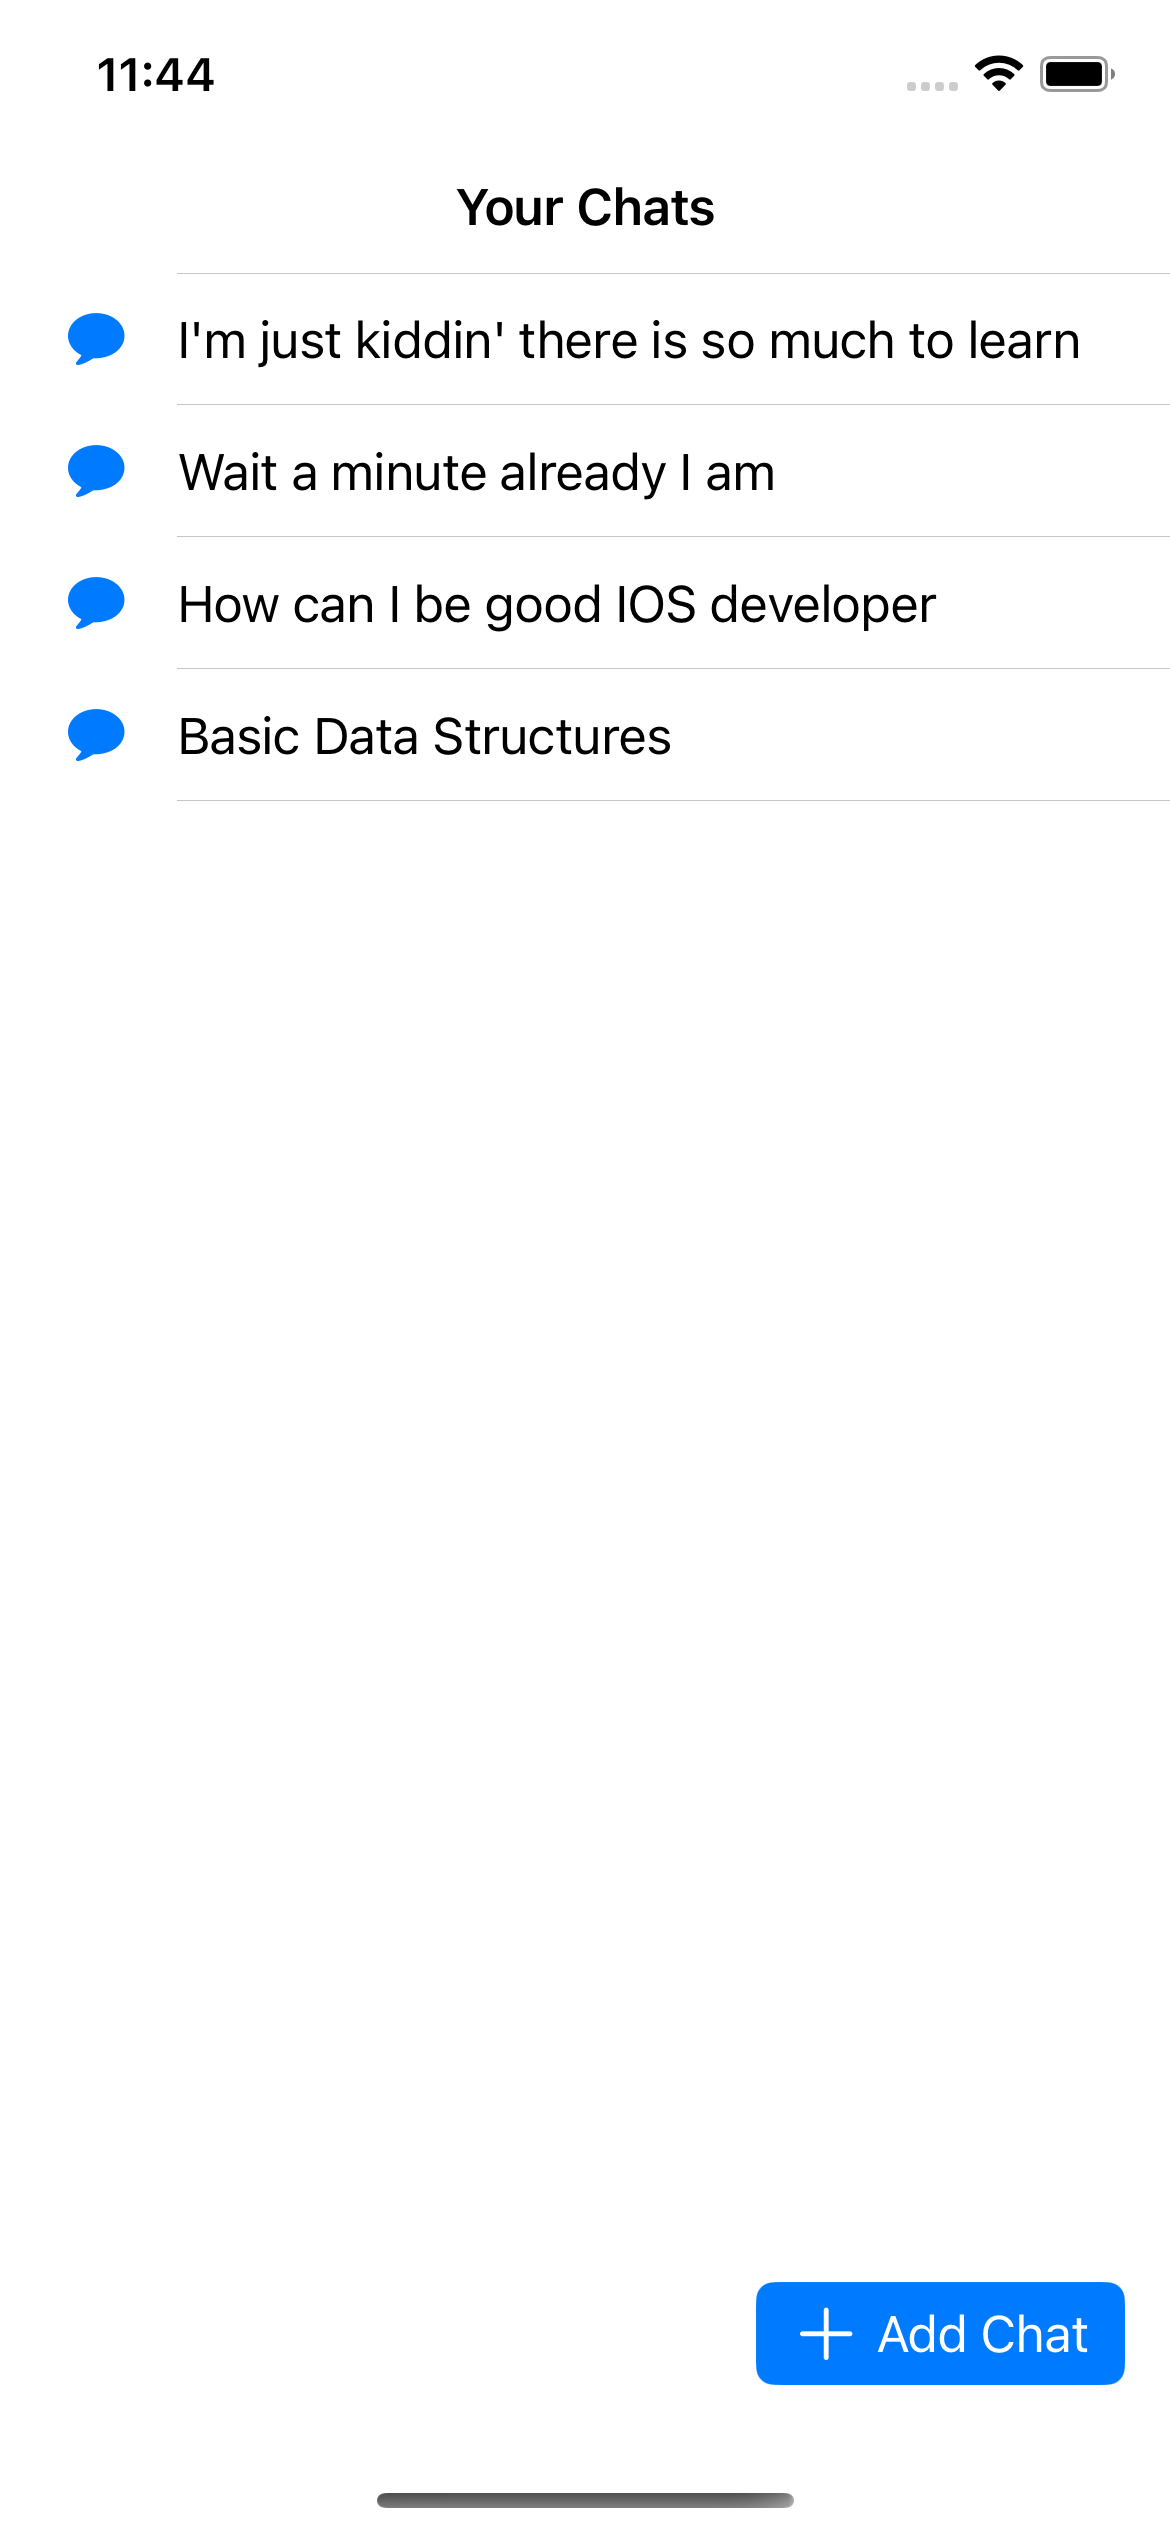 11:44
Your Chats
I'm just kiddin' there is so much to learn
Wait a minute already I am
How can I be good IOS developer
Basic Data Structures
Add Chat